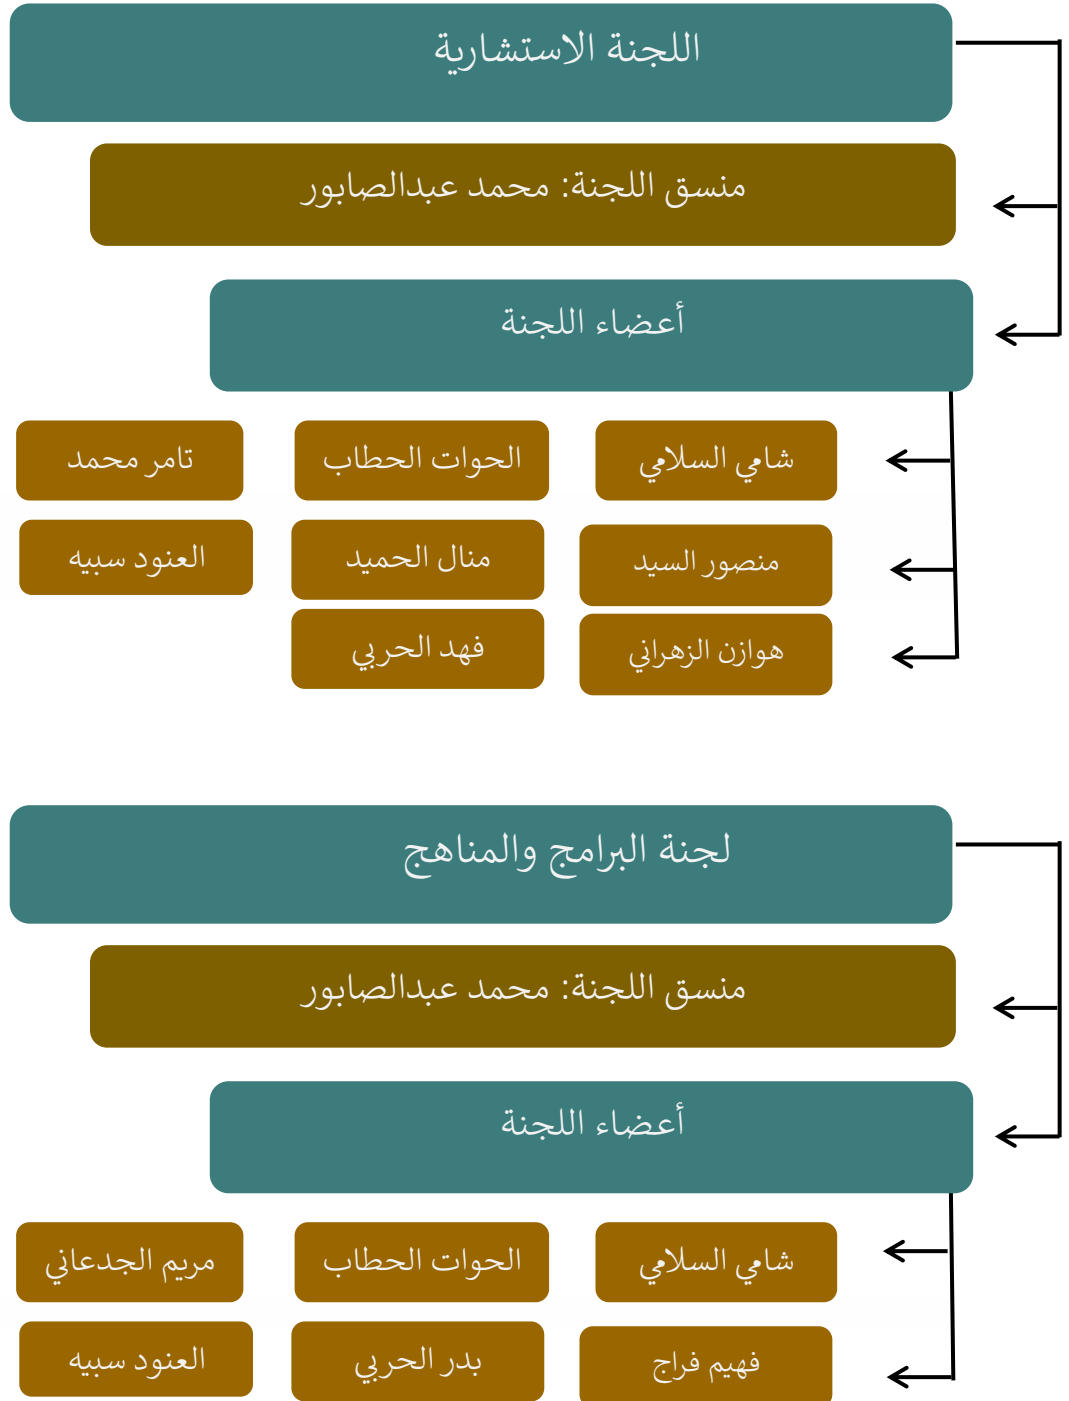 اللجنة الاستشارية
منسق اللجنة: محمد عبدالصابور
أعضاء اللجنة
شامي السلامي
الحوات الحطاب
تامر محمد
منصور السيد
منال الحميد
العنود سبيه
هوازن الزهراني
فهد الحربي
لجنة البرامج والمناهج
منسق اللجنة: محمد عبدالصابور
أعضاء اللجنة
شامي السلامي
الحوات الحطاب
مريم الجدعاني
فهيم فراج
بدر الحربي
العنود سبيه